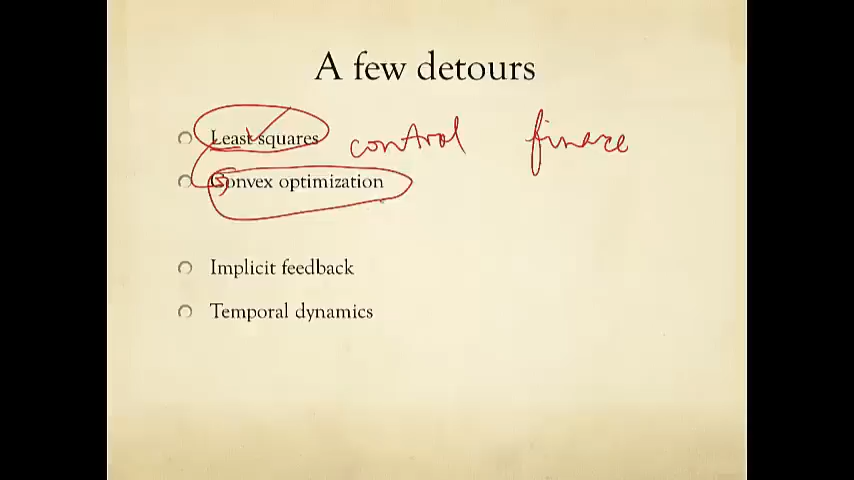 A few detours
Least squares control finance
Convex optimization
Implicit feedback
Temporal dynamics